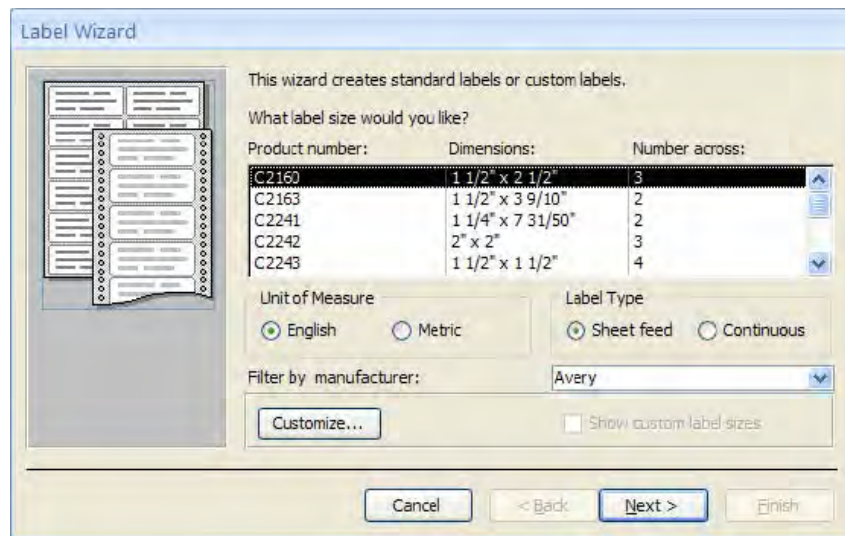 Label Wizard
This wizard creates standard labels or custom labels.
What label size would you like?
Product number: Dimensions: Number across:
C2160 1 1/2" x 2 1/2" 3
C2163 1 1/2" x 3 9/10" 2
C2241 1 1/4" x 7 31/50" 2
C2242 2" x 2" 3
C2243 1 1/2" x 1 1/2" 4
Unit of Measure Label Type
English Metric Sheet feed Continuous
Filter by manufacturer: Avery
Customize... Show custom label sizes
Cancel < Back Next > Finish